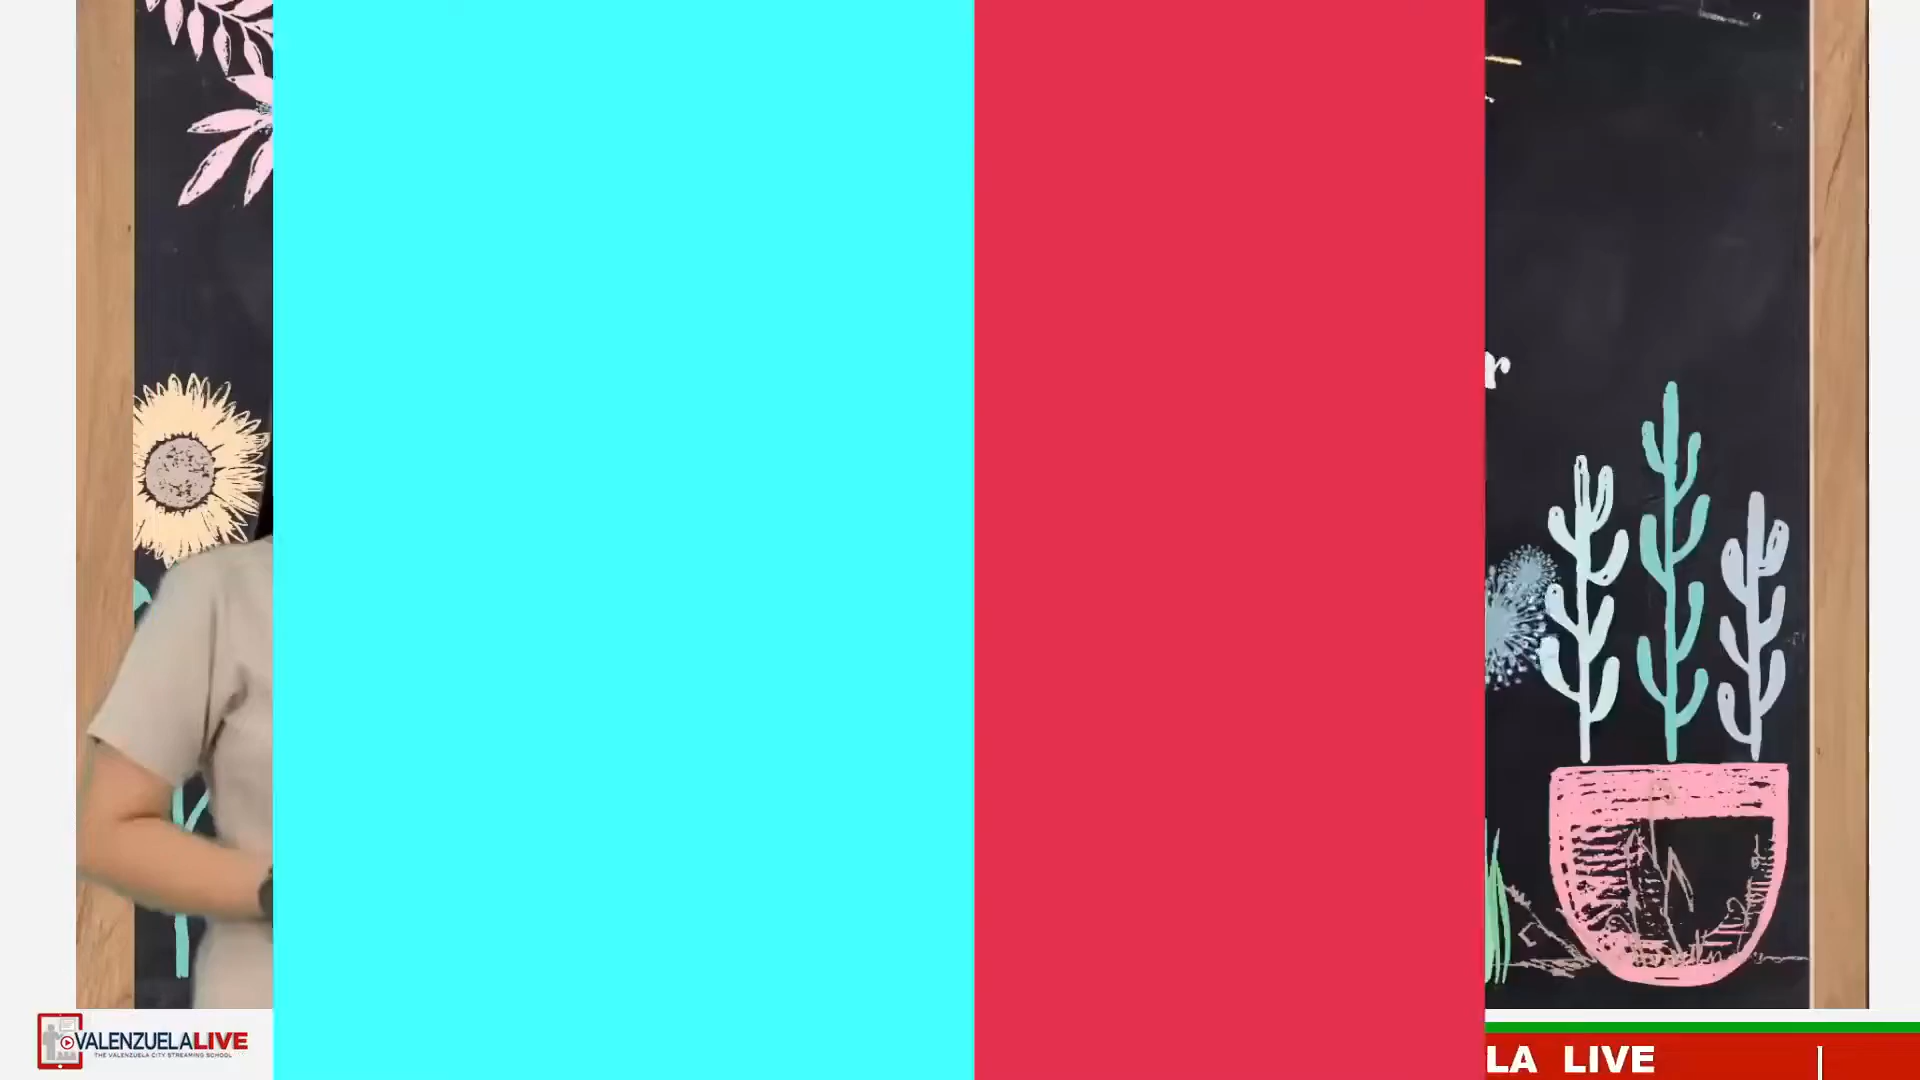 r
VALENZUELALIVE
THE VALENZUELA CITY STREAMING SCHOOL
LA LIVE